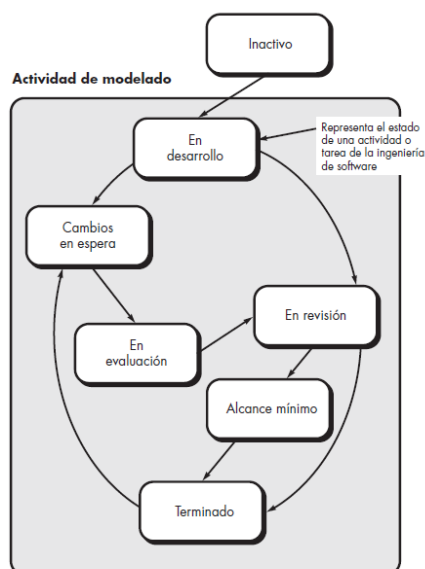 Inactivo
Actividad de modelado
En
desarrollo
Representa el estado
de una actividad o
tarea de la ingeniería
de software
Cambios
en espera
En revisión
En
evaluación
Alcance mínimo
Terminado